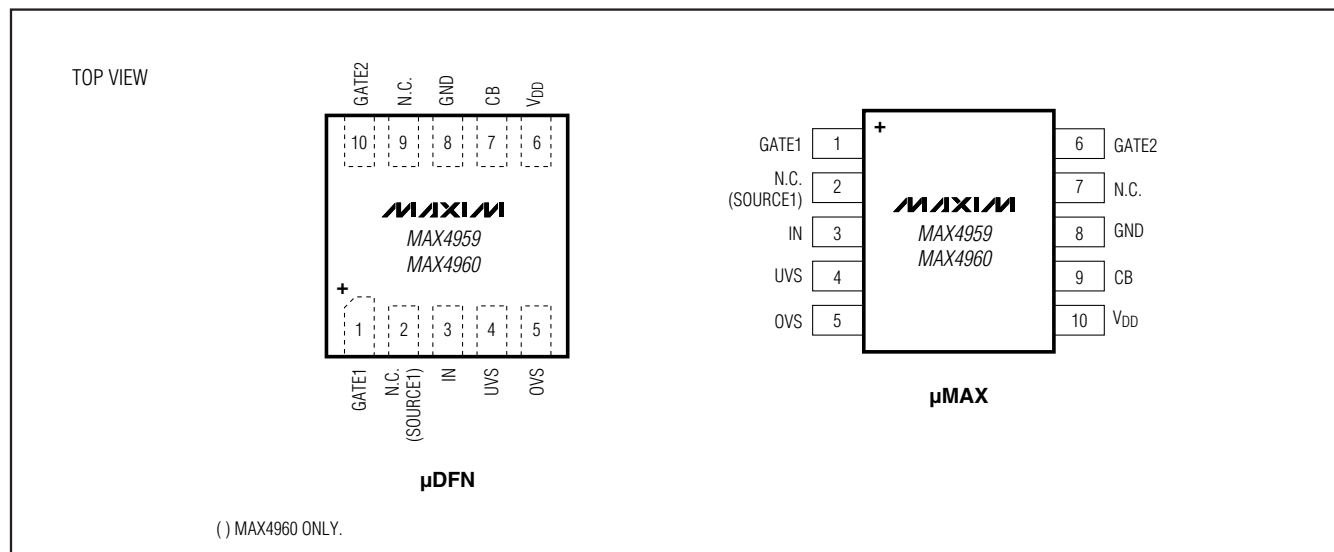 TOP VIEW
GATE2
N.C.
GND
CB
VDD
10
9
8
7
6
MAXIM
MAX4959
MAX4960
+
1
2
3
4
5
GATE1
N.C.
(SOURCE1)
IN
UVS
OVS
µDFN
( ) MAX4960 ONLY.
+
GATE1 1
N.C.
(SOURCE1) 2
IN 3
UVS 4
OVS 5
MAXIM
MAX4959
MAX4960
6 GATE2
7 N.C.
8 GND
9 CB
10 VDD
µMAX